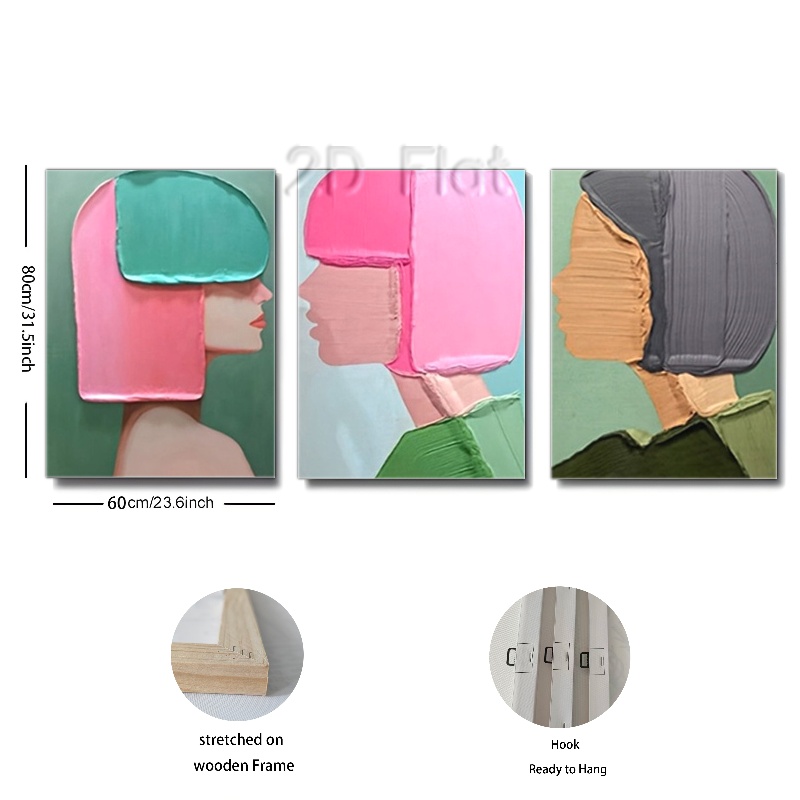 2D Flat
80cm/31.5inch
60cm/23.6inch
stretched on
wooden Frame
Hook
Ready to Hang